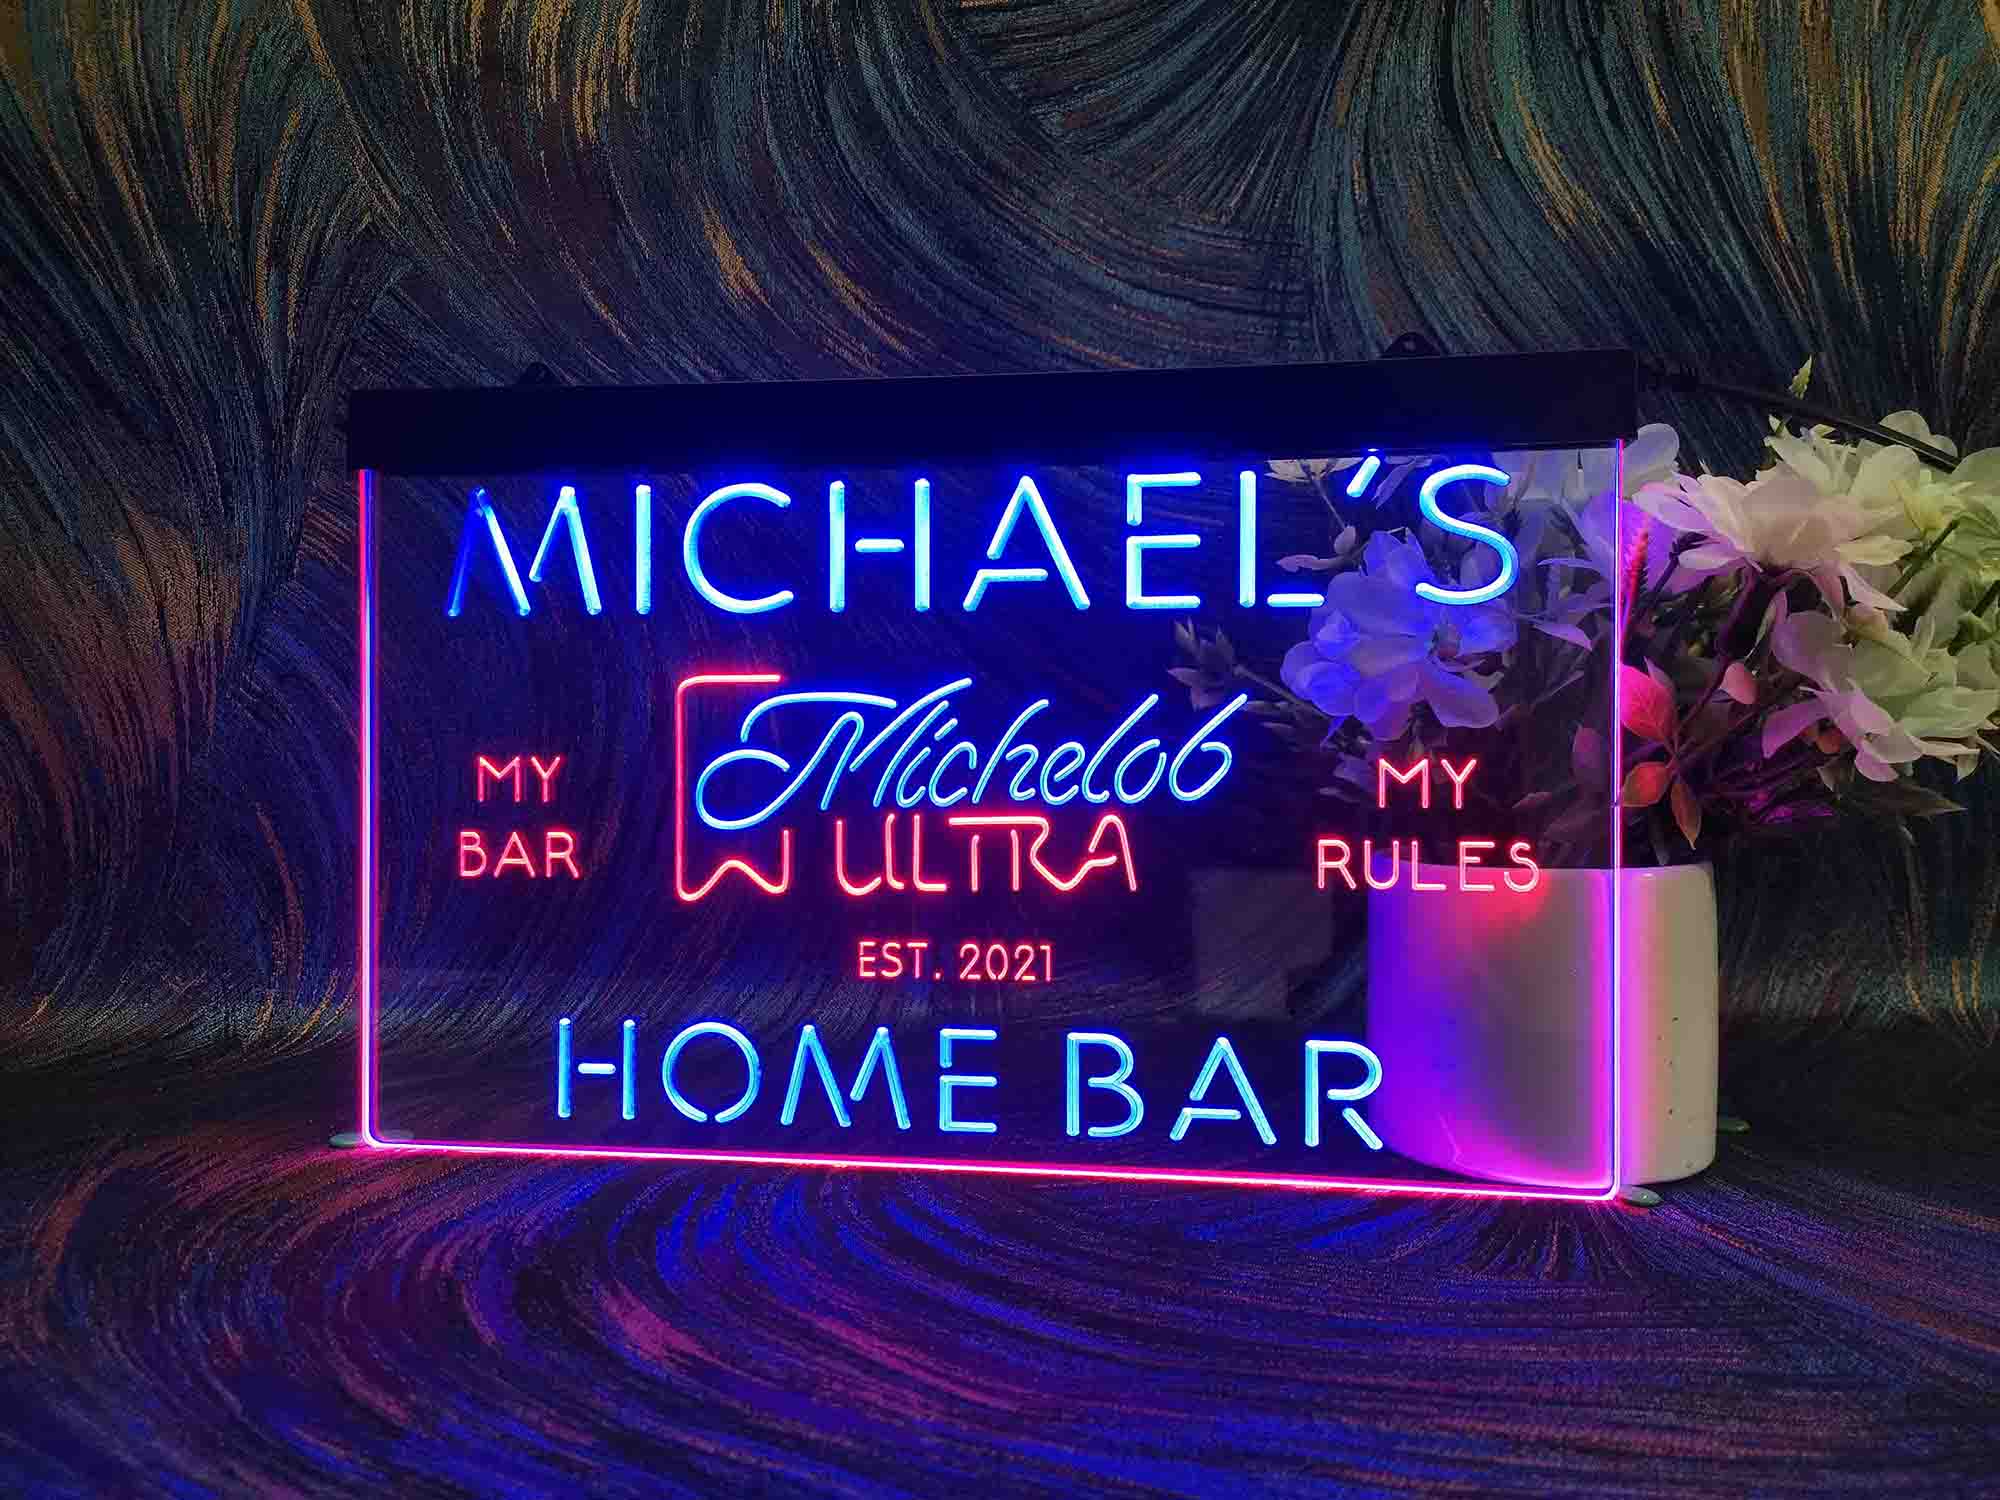 MICHAEL'S
Michelob
ULTRA
MY
BAR
MY
RULES
EST. 2021
HOME BAR